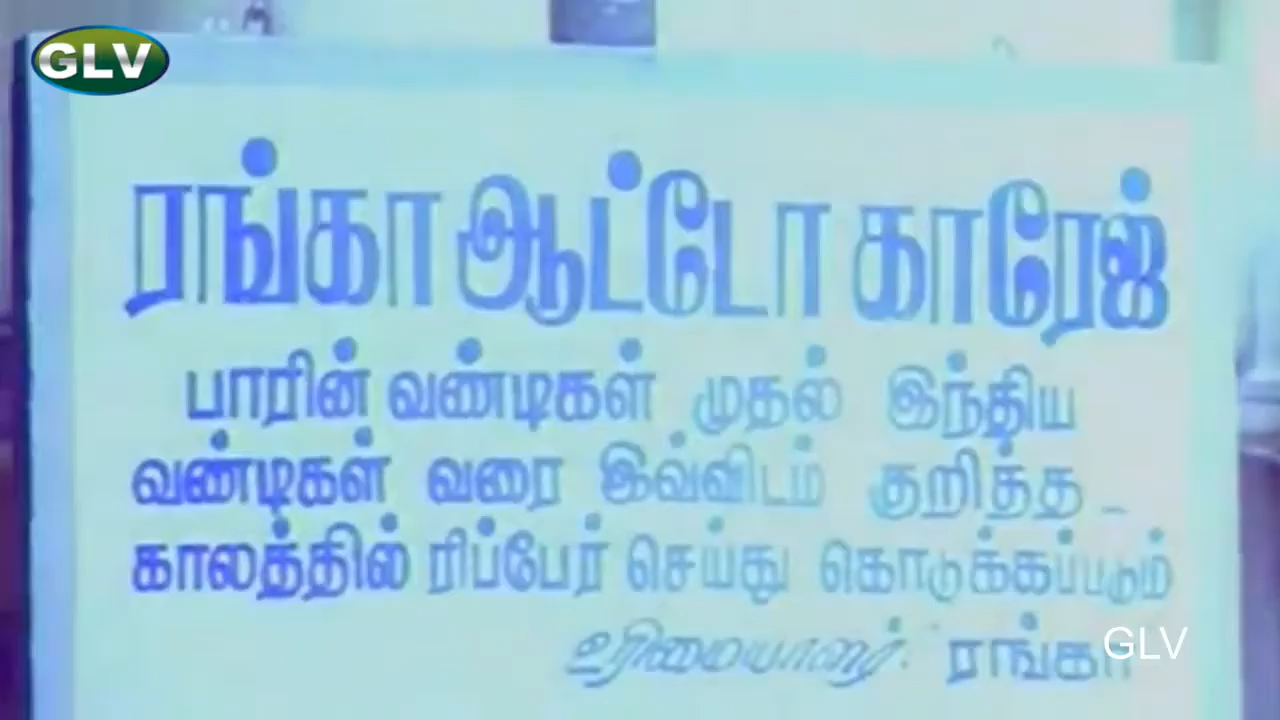 GLV
ரங்கா ஆட்டோ காரேஜ்
பாரின் வண்டிகள் முதல் இந்திய
வண்டிகள் வரை இவ்விடம் குறித்த -
காலத்தில் ரிப்பேர் செய்து கொடுக்கப்படும்
உரிமையாளர்: ரங்கா
GLV